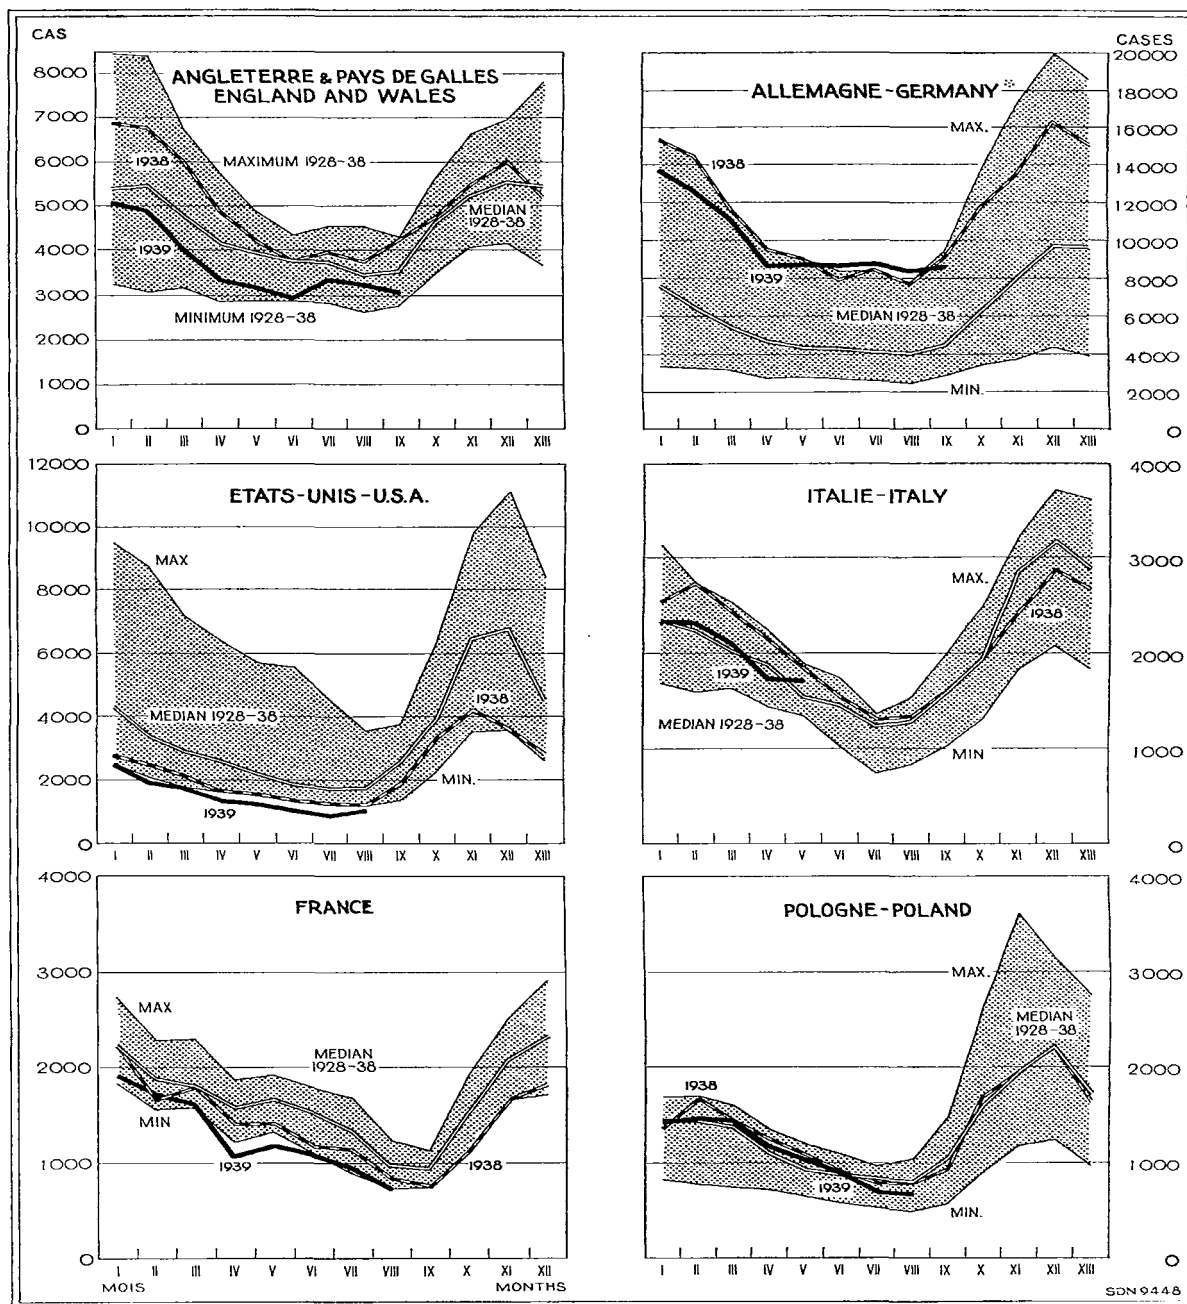 CAS
CASES
ANGLETERRE & PAYS DE GALLES
ENGLAND AND WALES
8000
7000
6000
5000
4000
3000
2000
1000
0
1938
MAXIMUM 1928-38
MEDIAN
1928-38
1939
MINIMUM 1928-38
I II III IV V VI VII VIII IX X XI XII XIII
ALLEMAGNE-GERMANY*
20000
18000
16000
14000
12000
10000
8000
6000
4000
2000
0
MAX.
1938
1939
MEDIAN 1928-38
MIN.
I II III IV V VI VII VIII IX X XI XII XIII
ETATS-UNIS-U.S.A.
12000
10000
8000
6000
4000
2000
0
MAX
MEDIAN 1928-38
1938
MIN.
1939
I II III IV V VI VII VIII IX X XI XII XIII
ITALIE-ITALY
4000
3000
2000
1000
0
MAX.
1938
1939
MEDIAN 1928-38
MIN
I II III IV V VI VII VIII IX X XI XII XIII
FRANCE
4000
3000
2000
1000
0
MAX
MEDIAN
1928-38
MIN
1939
1938
I II III IV V VI VII VIII IX X XI XII
MOIS
MONTHS
POLOGNE-POLAND
4000
3000
2000
1000
0
MAX.
MEDIAN
1928-38
1938
1939
MIN.
I II III IV V VI VII VIII IX X XI XII XIII
SDN 9448